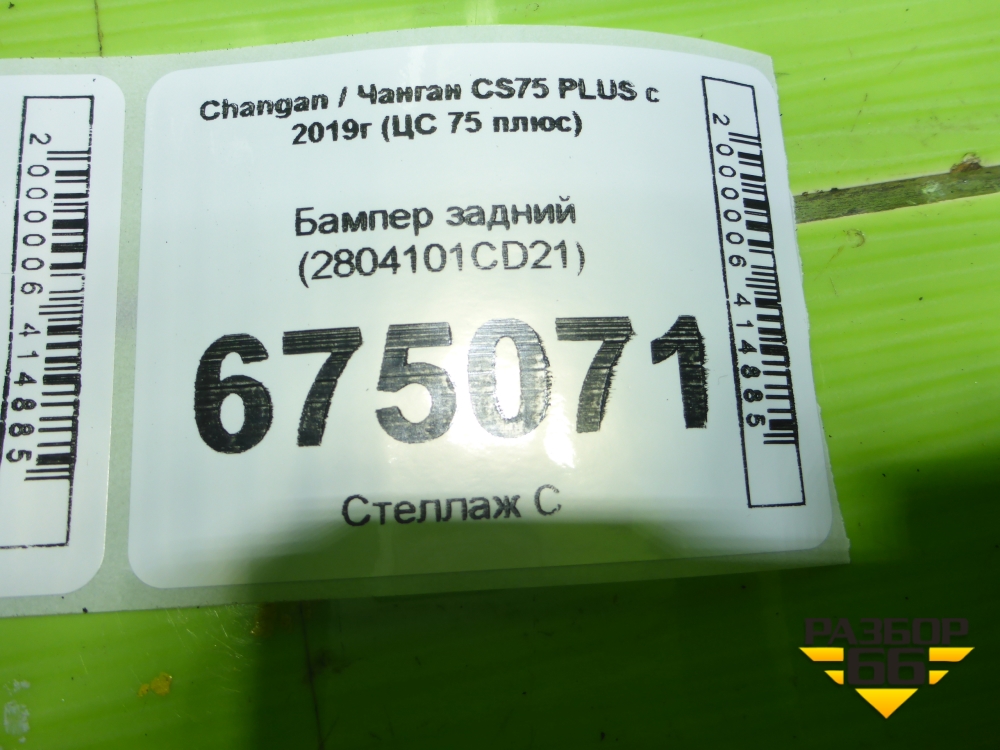 2000006414885
Changan / Чанган CS75 PLUS с
2019г (ЦС 75 плюс)
Бампер задний
(2804101CD21)
675071
Стеллаж С
2000006414885
РАЗБОР
66